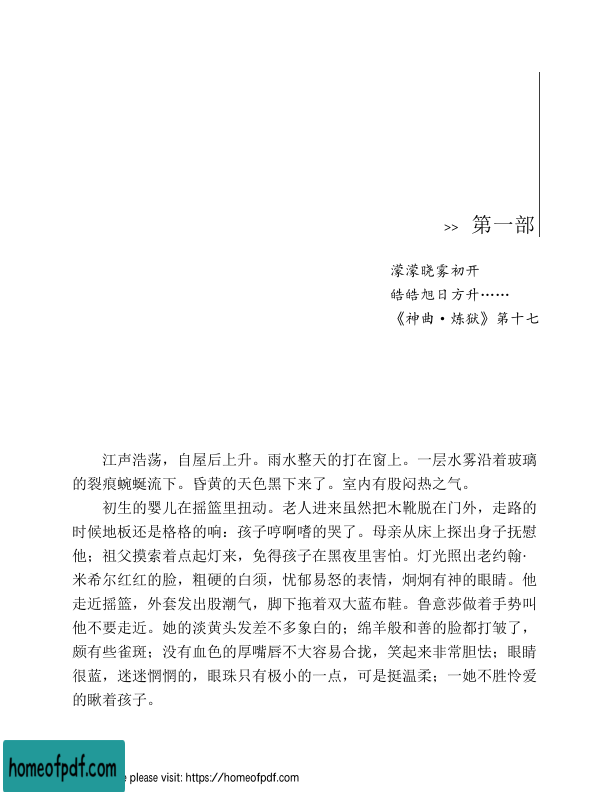 >> 第一部
濛濛晓雾初开
皓皓旭日方升……
《神曲·炼狱》第十七
江声浩荡，自屋后上升。雨水整天的打在窗上。一层水雾沿着玻璃
的裂痕蜿蜒流下。昏黄的天色黑下来了。室内有股闷热之气。
初生的婴儿在摇篮里扭动。老人进来虽然把木靴脱在门外，走路的
时候地板还是格格的响：孩子哼啊嗐的哭了。母亲从床上探出身子抚慰
他；祖父摸索着点起灯来，免得孩子在黑夜里害怕。灯光照出老约翰·
米希尔红红的脸，粗硬的白须，忧郁易怒的表情，炯炯有神的眼睛。他
走近摇篮，外套发出股潮气，脚下拖着双大蓝布鞋。鲁意莎做着手势叫
他不要走近。她的淡黄头发差不多象白的；绵羊般和善的脸都打皱了，
颇有些雀斑；没有血色的厚嘴唇不大容易合拢，笑起来非常胆怯；眼睛
很蓝，迷迷惘惘的，眼珠只有极小的一点，可是挺温柔；一她不胜怜爱
的瞅着孩子。
homeofpdf.com
e please visit: https://homeofpdf.com